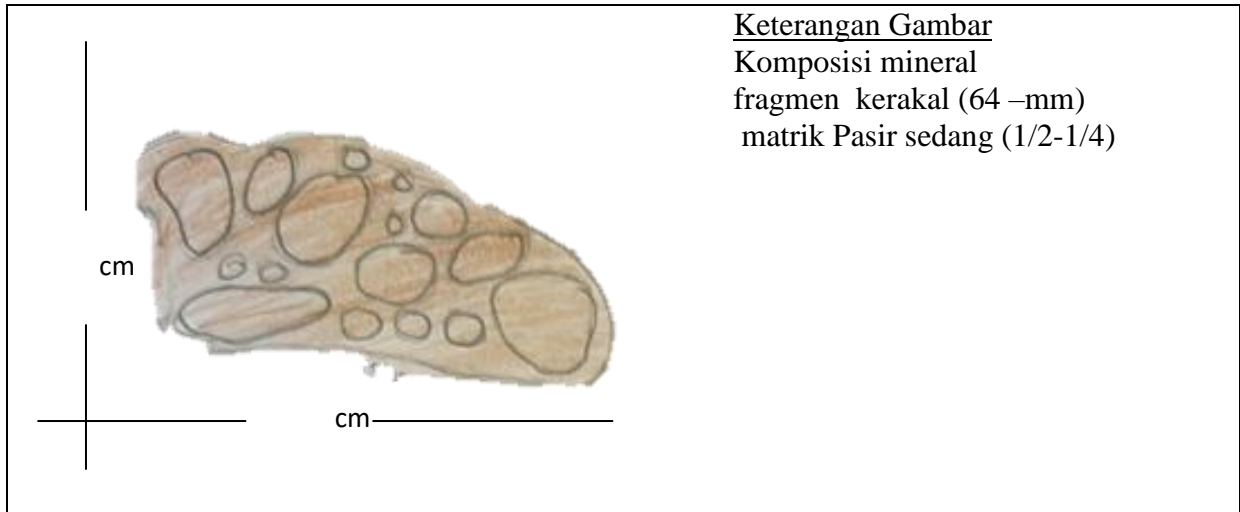 Keterangan Gambar
Komposisi mineral
fragmen kerakal (64 –mm)
matrik Pasir sedang (1/2-1/4)
cm
cm